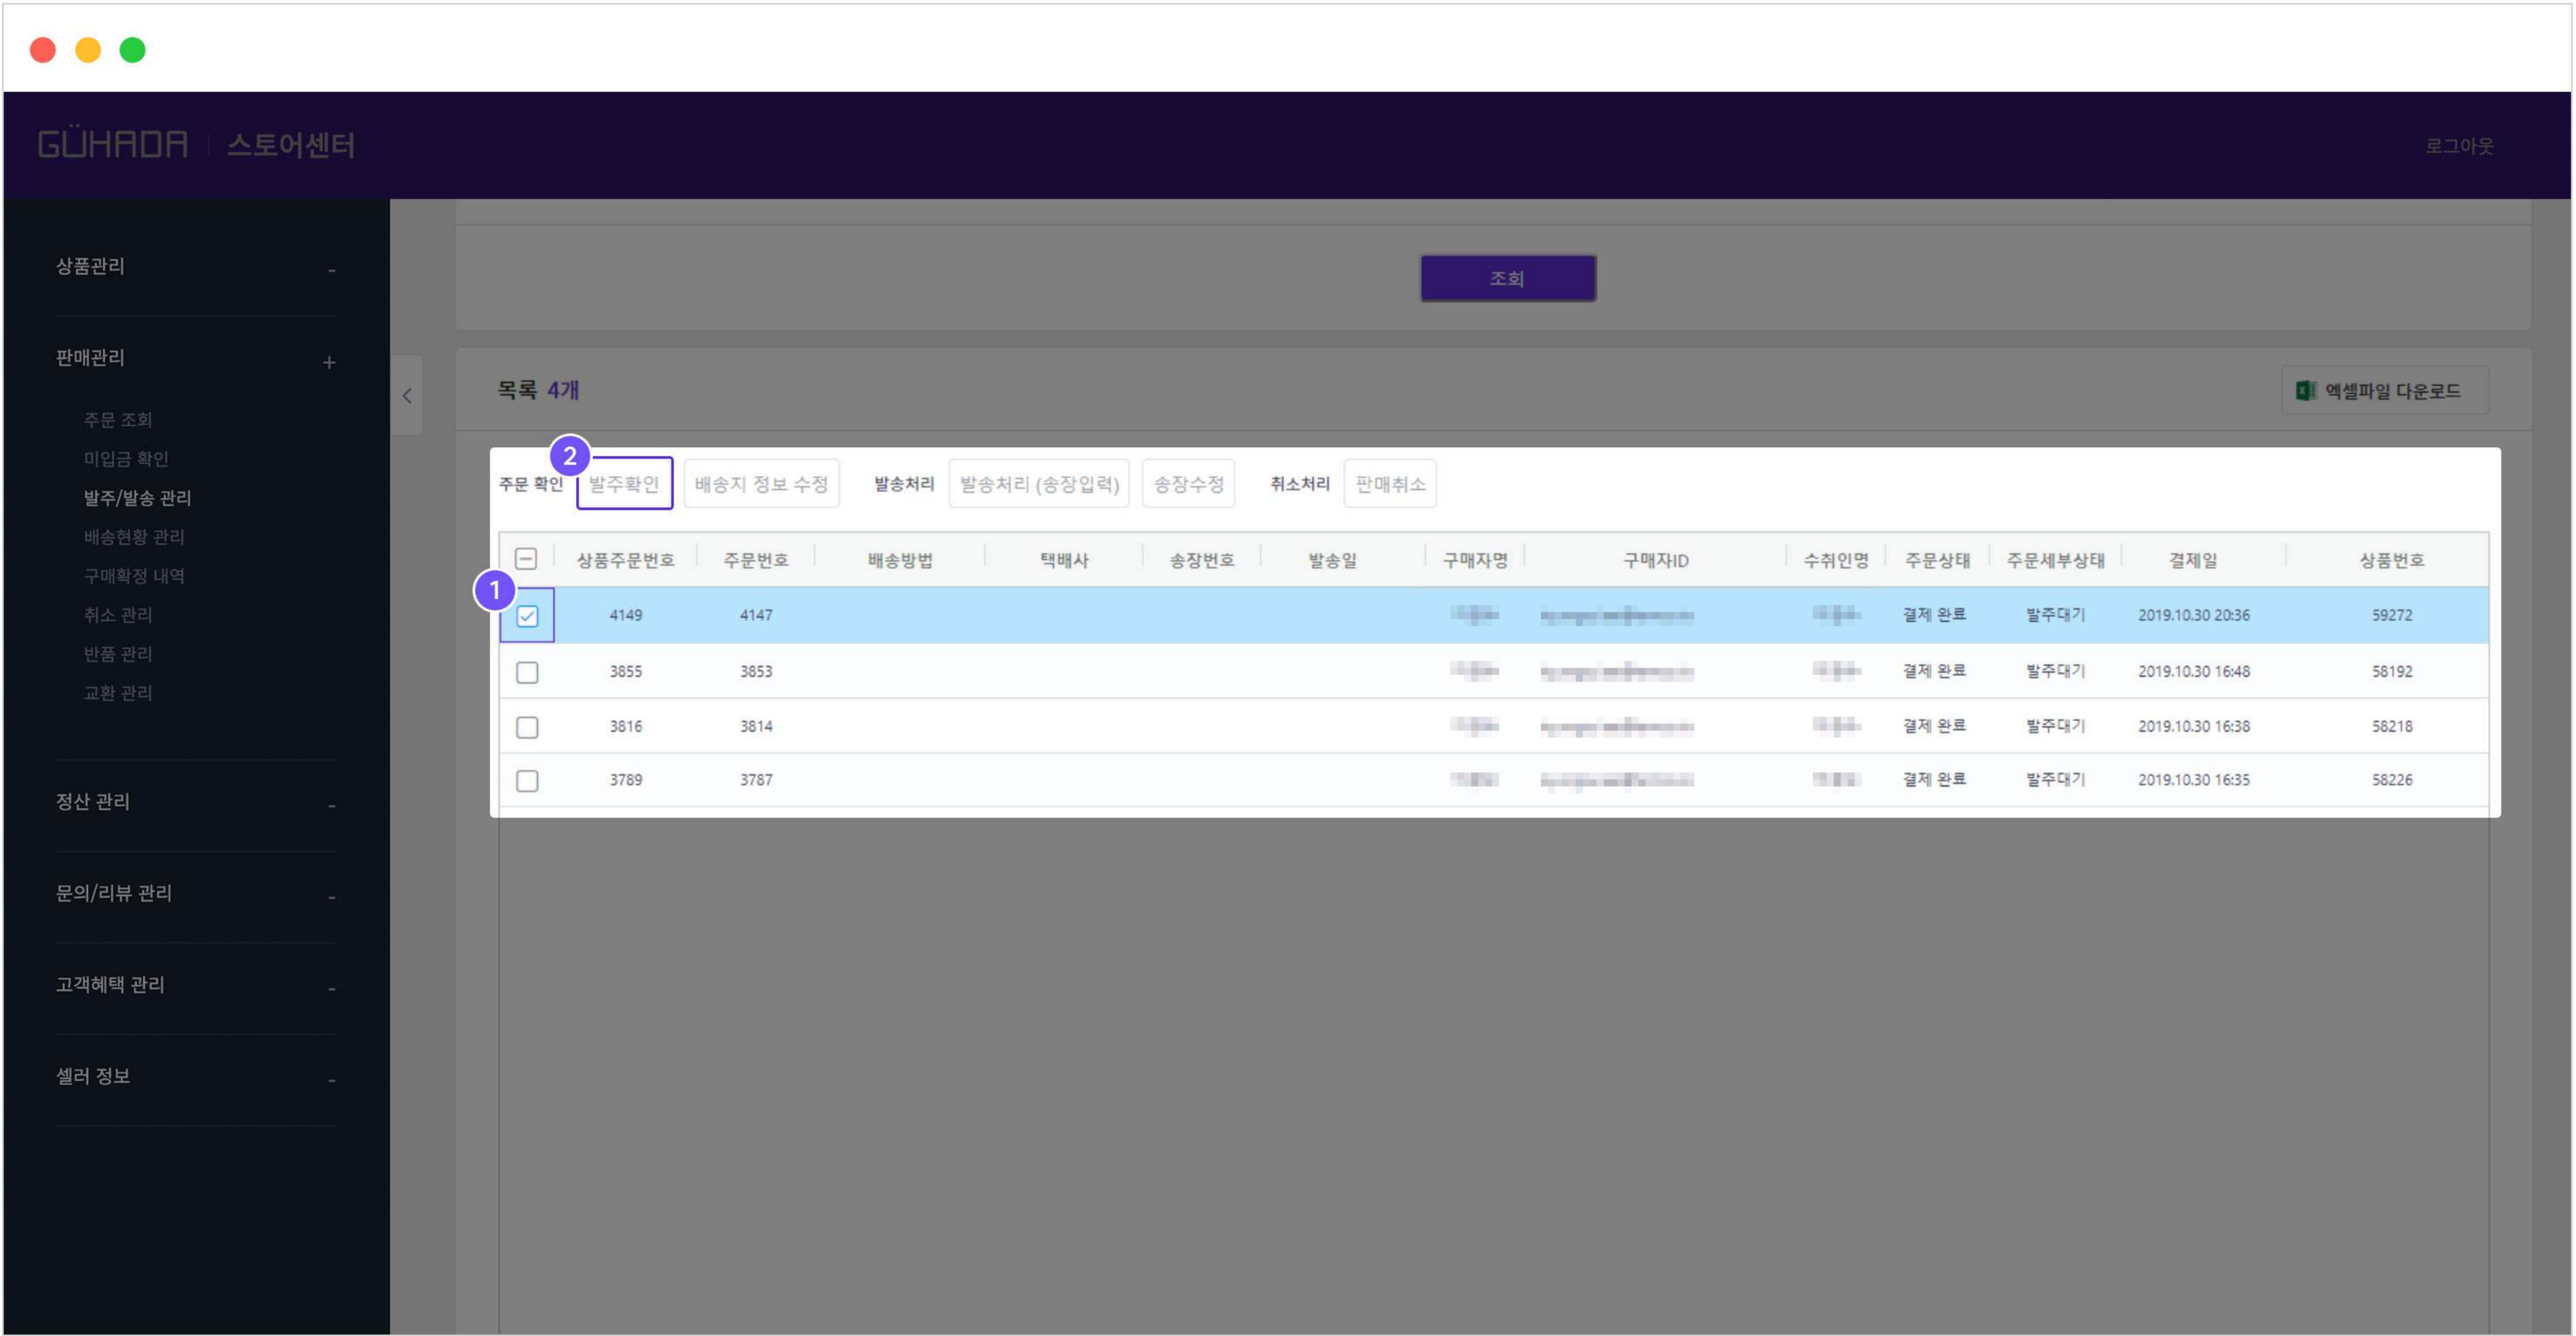 GÜHADA 스토어센터
로그아웃
상품관리 -
판매관리 +
주문 조회
미입금 확인
발주/발송 관리
배송현황 관리
구매확정 내역
취소 관리
반품 관리
교환 관리
정산 관리 -
문의/리뷰 관리 -
고객혜택 관리 -
셀러 정보 -
조회
목록 4개
엑셀파일 다운로드
2
주문 확인 발주확인 배송지 정보 수정 발송처리 발송처리 (송장입력) 송장수정 취소처리 판매취소
상품주문번호 주문번호 배송방법 택배사 송장번호 발송일 구매자명 구매자ID 수취인명 주문상태 주문세부상태 결제일 상품번호
1
4149 4147 결제 완료 발주대기 2019.10.30 20:36 59272
3855 3853 결제 완료 발주대기 2019.10.30 16:48 58192
3816 3814 결제 완료 발주대기 2019.10.30 16:38 58218
3789 3787 결제 완료 발주대기 2019.10.30 16:35 58226